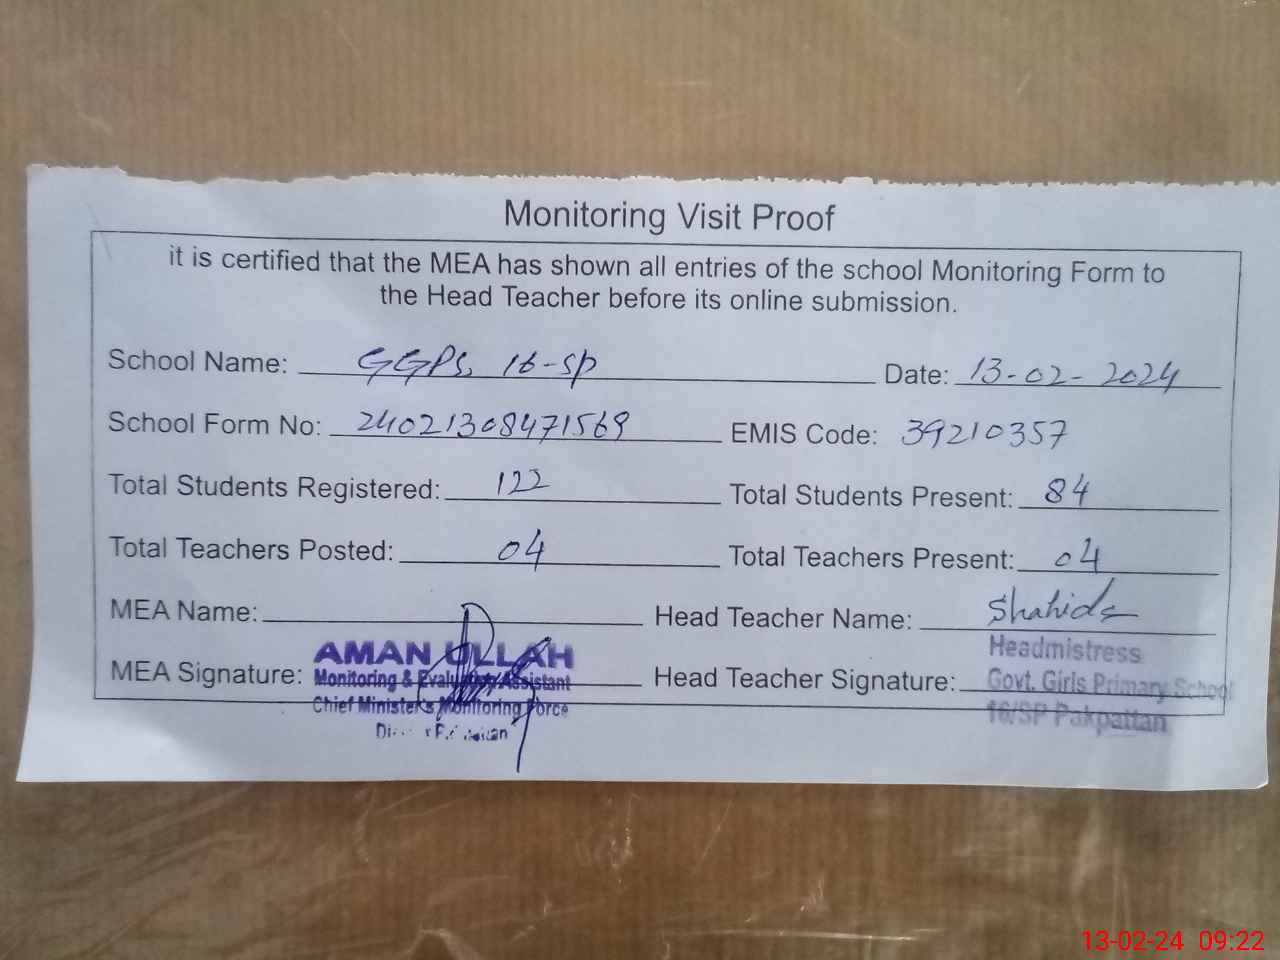 Monitoring Visit Proof
it is certified that the MEA has shown all entries of the school Monitoring Form to
the Head Teacher before its online submission.
School Name: GGPS, 16-SP Date: 13-02-2024
School Form No: 24021308471569 EMIS Code: 39210357
Total Students Registered: 122 Total Students Present: 84
Total Teachers Posted: 04 Total Teachers Present: 04
MEA Name: Head Teacher Name: Shahida
MEA Signature: Head Teacher Signature:
AMAN ULLAH
Monitoring & Evaluation Assistant
Chief Minister's Monitoring Force
Headmistress
Govt. Girls Primary School
16/SP Pakpattan
13-02-24 09:22